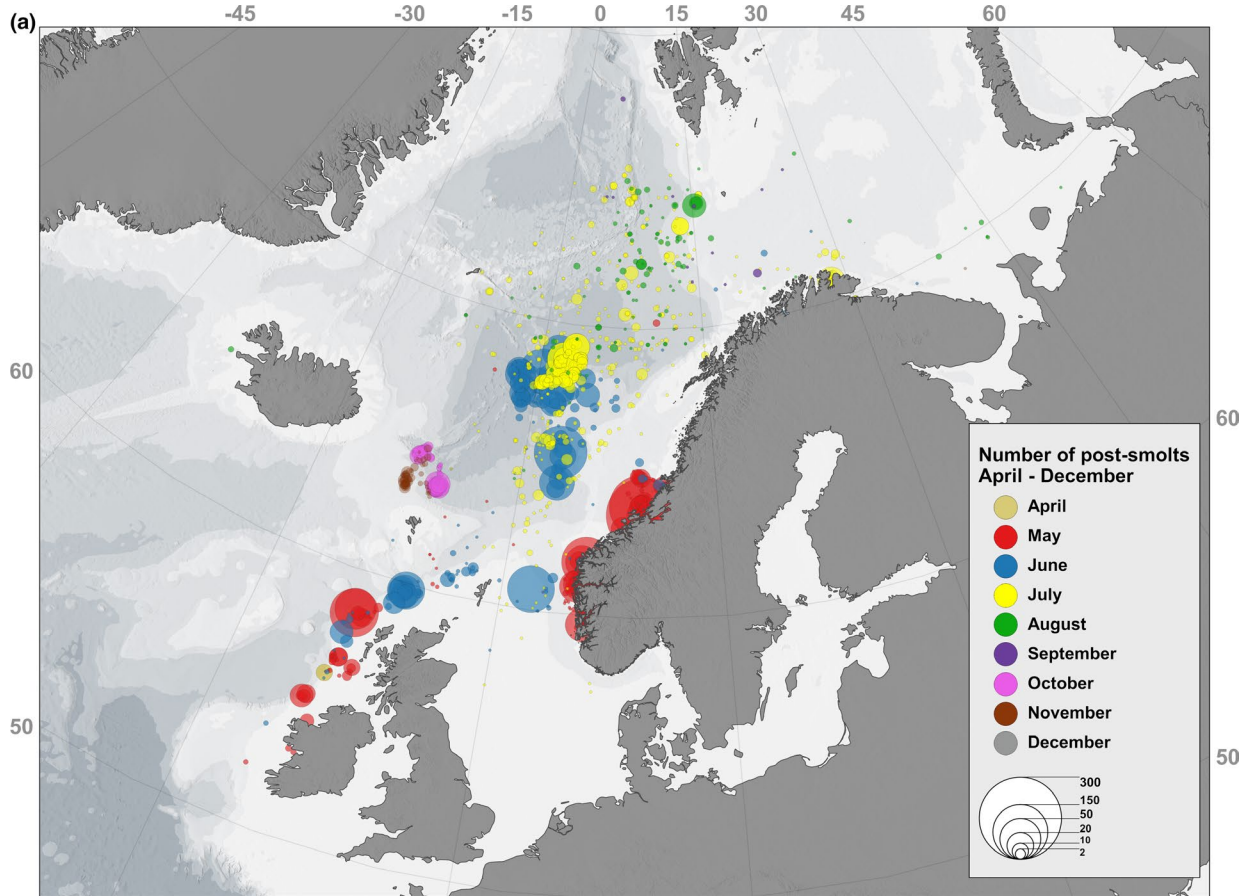 (a)
-45 -30 -15 0 15 30 45 60
60
60
50
50
Number of post-smolts
April - December
April
May
June
July
August
September
October
November
December
300
150
50
20
10
2